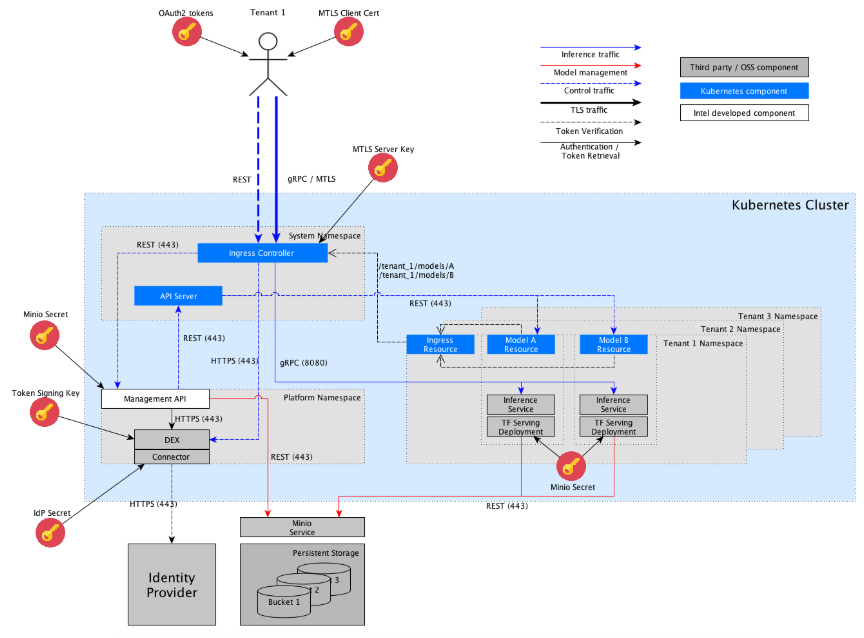 OAuth2 tokens
Tenant 1
MTLS Client Cert
Inference traffic
Model management
Control traffic
TLS traffic
Token Verification
Authentication /
Token Retrieval
Third party / OSS component
Kubernetes component
Intel developed component
MTLS Server Key
REST
gRPC / MTLS
Kubernetes Cluster
System Namespace
REST (443)
Ingress Controller
/tenant_1/models/A
/tenant_1/models/B
API Server
REST (443)
Minio Secret
REST (443)
HTTPS (443)
gRPC (8080)
Tenant 3 Namespace
Tenant 2 Namespace
Tenant 1 Namespace
Ingress
Resource
Model A
Resource
Model B
Resource
Token Signing Key
Management API
Platform Namespace
HTTPS (443)
DEX
Connector
Inference
Service
TF Serving
Deployment
Inference
Service
TF Serving
Deployment
REST (443)
Minio Secret
IdP Secret
HTTPS (443)
REST (443)
Minio
Service
Identity
Provider
Persistent Storage
3
2
Bucket 1